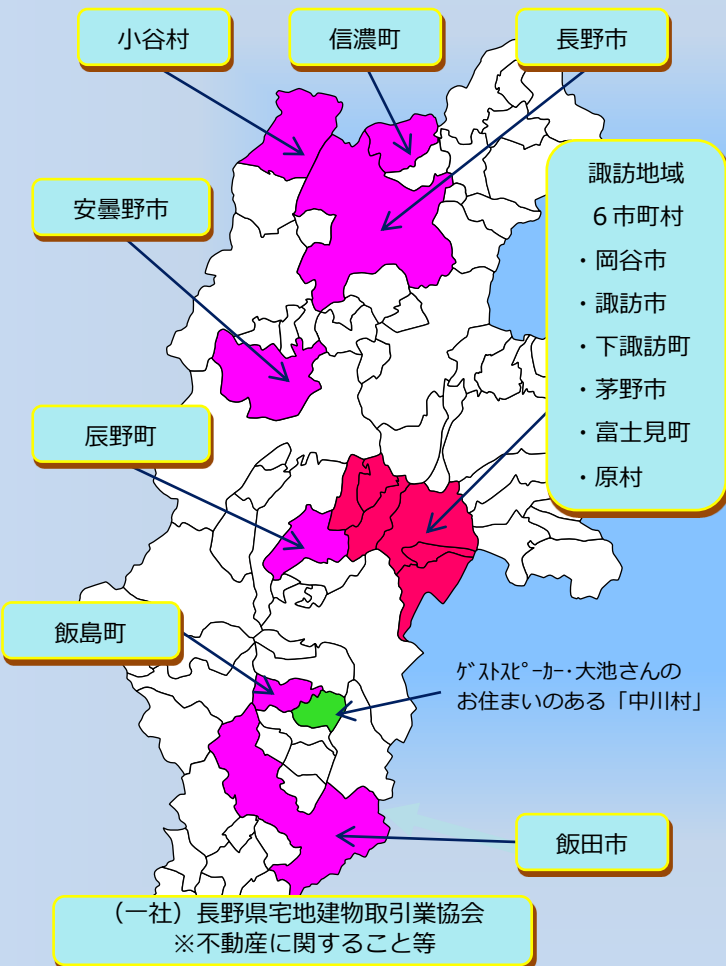 小谷村
信濃町
長野市
諏訪地域
６市町村
・岡谷市
・諏訪市
・下諏訪町
・茅野市
・富士見町
・原村
安曇野市
辰野町
飯島町
ｹﾞｽﾄｽﾋﾟｰｶｰ・大池さんの
お住まいのある「中川村」
飯田市
（一社）長野県宅地建物取引業協会
※不動産に関すること等